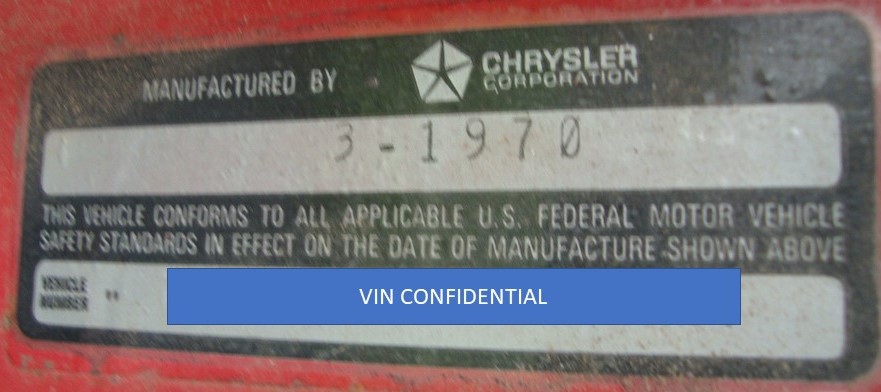 MANUFACTURED BY CHRYSLER CORPORATION
3-1970
THIS VEHICLE CONFORMS TO ALL APPLICABLE U.S. FEDERAL MOTOR VEHICLE
SAFETY STANDARDS IN EFFECT ON THE DATE OF MANUFACTURE SHOWN ABOVE
VEHICLE NUMBER " VIN CONFIDENTIAL